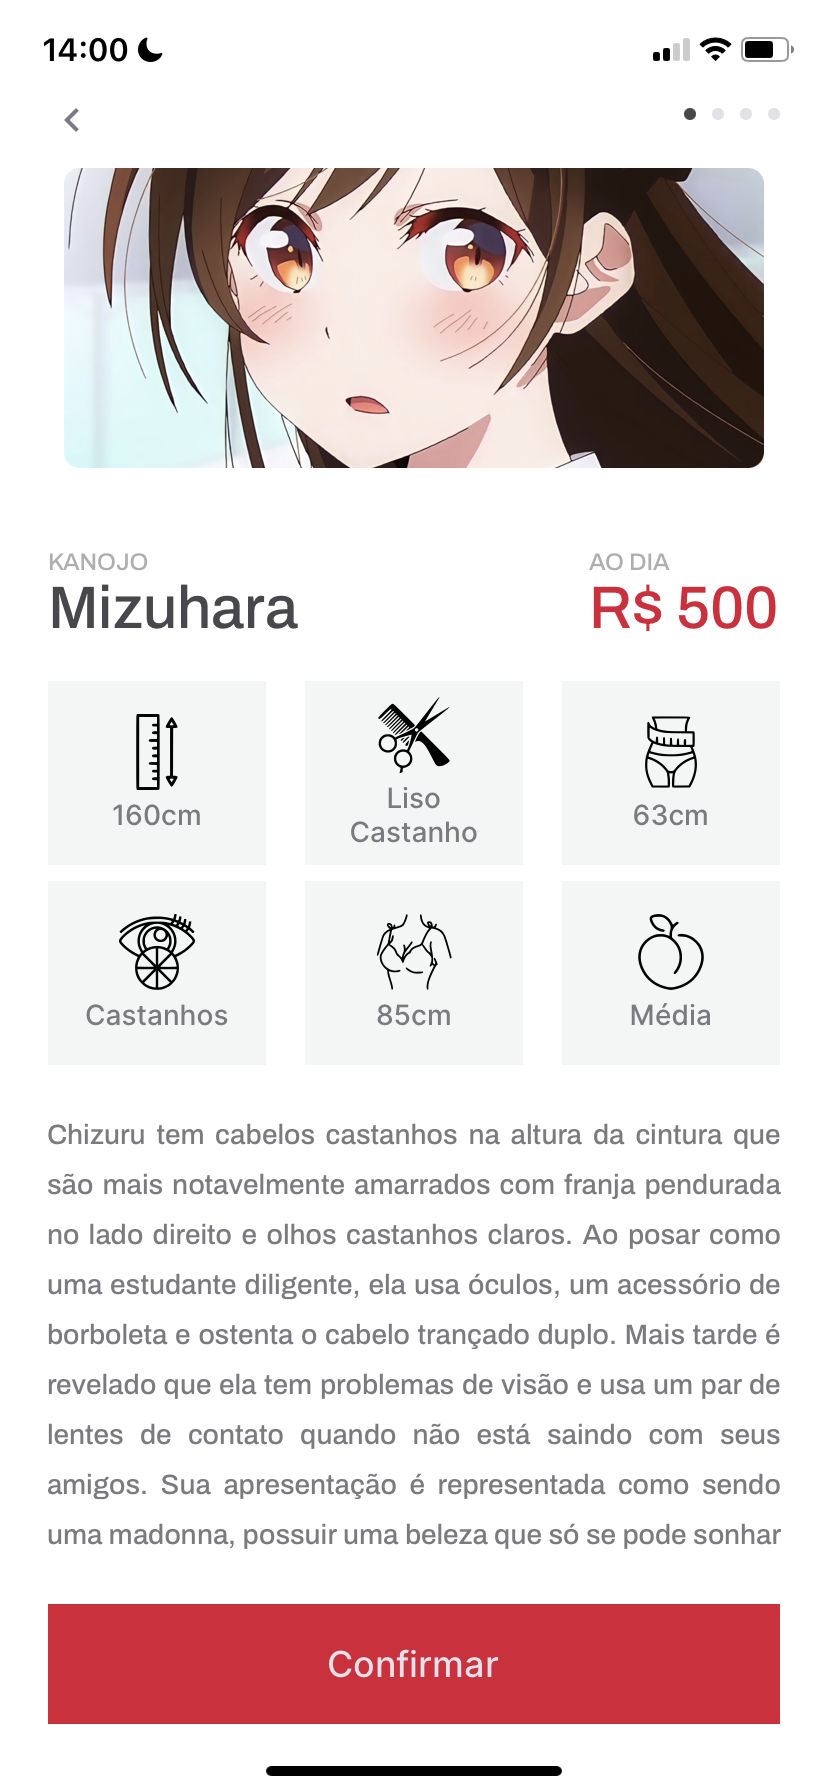 14:00
KANOJO
Mizuhara
AO DIA
R$ 500
160cm
Liso
Castanho
63cm
Castanhos
85cm
Média
Chizuru tem cabelos castanhos na altura da cintura que
são mais notavelmente amarrados com franja pendurada
no lado direito e olhos castanhos claros. Ao posar como
uma estudante diligente, ela usa óculos, um acessório de
borboleta e ostenta o cabelo trançado duplo. Mais tarde é
revelado que ela tem problemas de visão e usa um par de
lentes de contato quando não está saindo com seus
amigos. Sua apresentação é representada como sendo
uma madonna, possuir uma beleza que só se pode sonhar
Confirmar